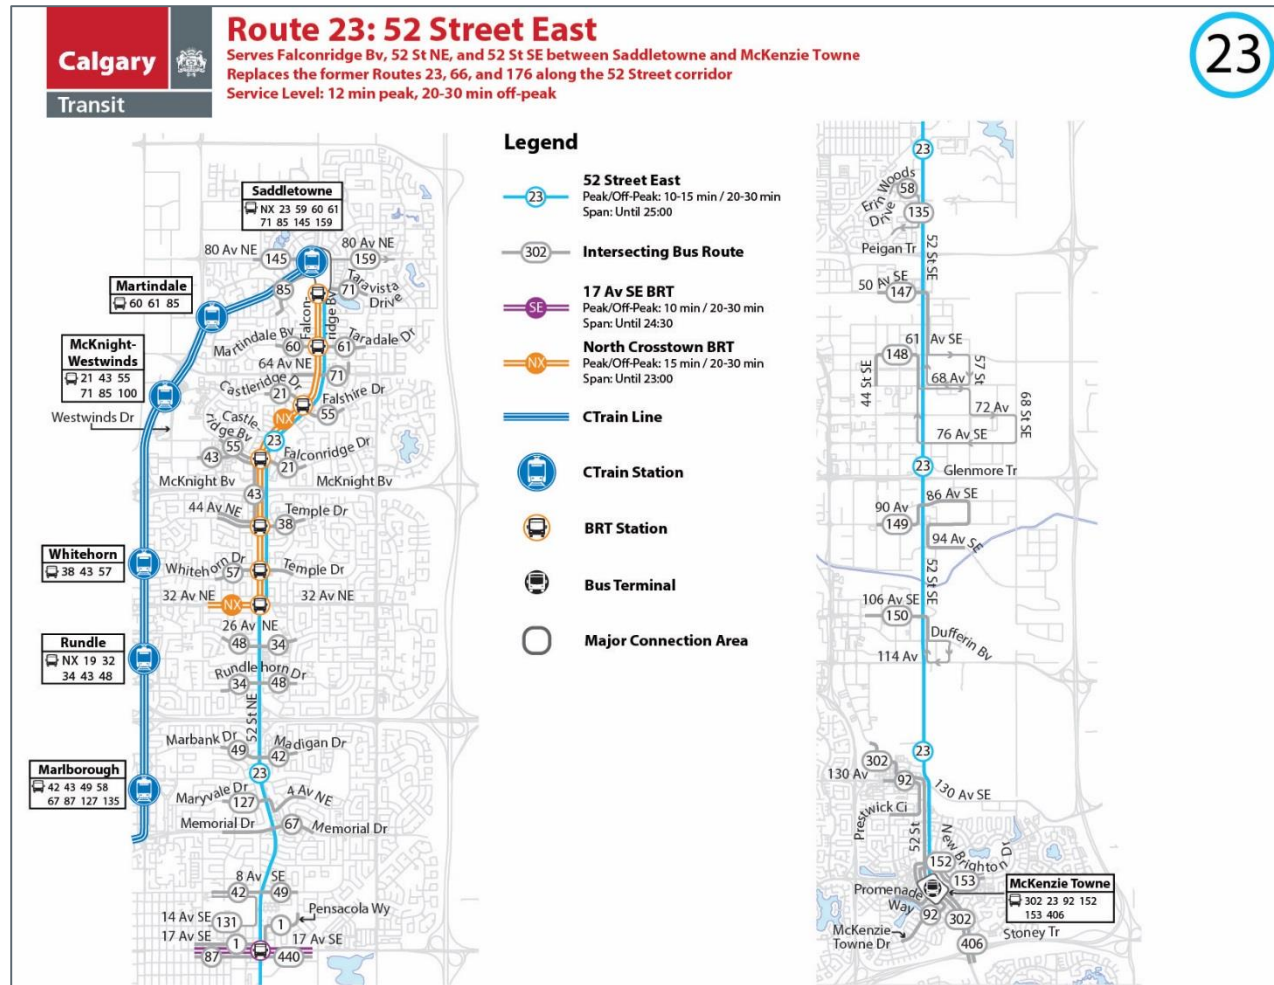 Calgary
Transit
Route 23: 52 Street East
Serves Falconridge Bv, 52 St NE, and 52 St SE between Saddletowne and McKenzie Towne
Replaces the former Routes 23, 66, and 176 along the 52 Street corridor
Service Level: 12 min peak, 20-30 min off-peak
23
Saddletowne
NX 23 59 60 61
71 85 145 159
80 Av NE
145
80 Av NE
159
Martindale
60 61 85
85
71
Taravista
Drive
Falcon-
ridge Bv
McKnight-
Westwinds
21 43 55
71 85 100
Martindale Bv
60
61
Taradale Dr
64 Av NE
71
Castleridge Dr
21
Falshire Dr
55
Westwinds Dr
NX
Castle-
ridge Bv
23
55
43
Falconridge Dr
21
McKnight Bv
McKnight Bv
43
44 Av NE
Temple Dr
38
Whitehorn
38 43 57
Whitehorn Dr
57
Temple Dr
32 Av NE
NX
32 Av NE
26 Av NE
48
34
Rundle
NX 19 32
34 43 48
Rundlehorn Dr
34
48
52 St NE
Marbank Dr
49
Madigan Dr
42
Marlborough
42 43 49 58
67 87 127 135
23
Maryvale Dr
127
4 Av NE
Memorial Dr
67
Memorial Dr
8 Av SE
42
49
14 Av SE
131
1
Pensacola Wy
17 Av SE
1
17 Av SE
87
440
Legend
23
52 Street East
Peak/Off-Peak: 10-15 min / 20-30 min
Span: Until 25:00
302
Intersecting Bus Route
SE
17 Av SE BRT
Peak/Off-Peak: 10 min / 20-30 min
Span: Until 24:30
NX
North Crosstown BRT
Peak/Off-Peak: 15 min / 20-30 min
Span: Until 23:00
CTrain Line
CTrain Station
BRT Station
Bus Terminal
Major Connection Area
23
Erin Woods
Drive
58
135
Peigan Tr
52 St SE
50 Av SE
147
61 Av SE
148
57 St
44 St SE
68 Av
72 Av
68 St SE
76 Av SE
23
Glenmore Tr
86 Av SE
90 Av
149
94 Av SE
52 St SE
106 Av SE
150
Dufferin Bv
114 Av
23
302
130 Av
92
130 Av SE
Prestwick Ci
52 St
New Brighton Dr
152
153
McKenzie Towne
302 23 92 152
153 406
Promenade
Way
92
302
McKenzie
Towne Dr
Stoney Tr
406